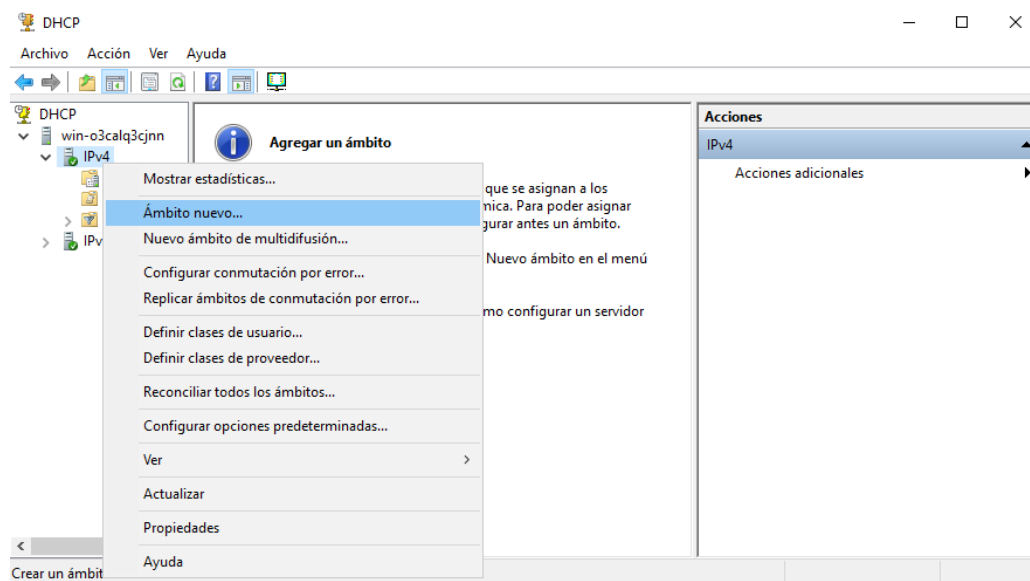 DHCP
Archivo Acción Ver Ayuda
DHCP
win-o3calq3cjnn
IPv4
IPv
Agregar un ámbito
que se asignan a los
mica. Para poder asignar
gurar antes un ámbito.
Nuevo ámbito en el menú
mo configurar un servidor
Mostrar estadísticas...
Ámbito nuevo...
Nuevo ámbito de multidifusión...
Configurar conmutación por error...
Replicar ámbitos de conmutación por error...
Definir clases de usuario...
Definir clases de proveedor...
Reconciliar todos los ámbitos...
Configurar opciones predeterminadas...
Ver
Actualizar
Propiedades
Ayuda
Acciones
IPv4
Acciones adicionales
Crear un ámbit